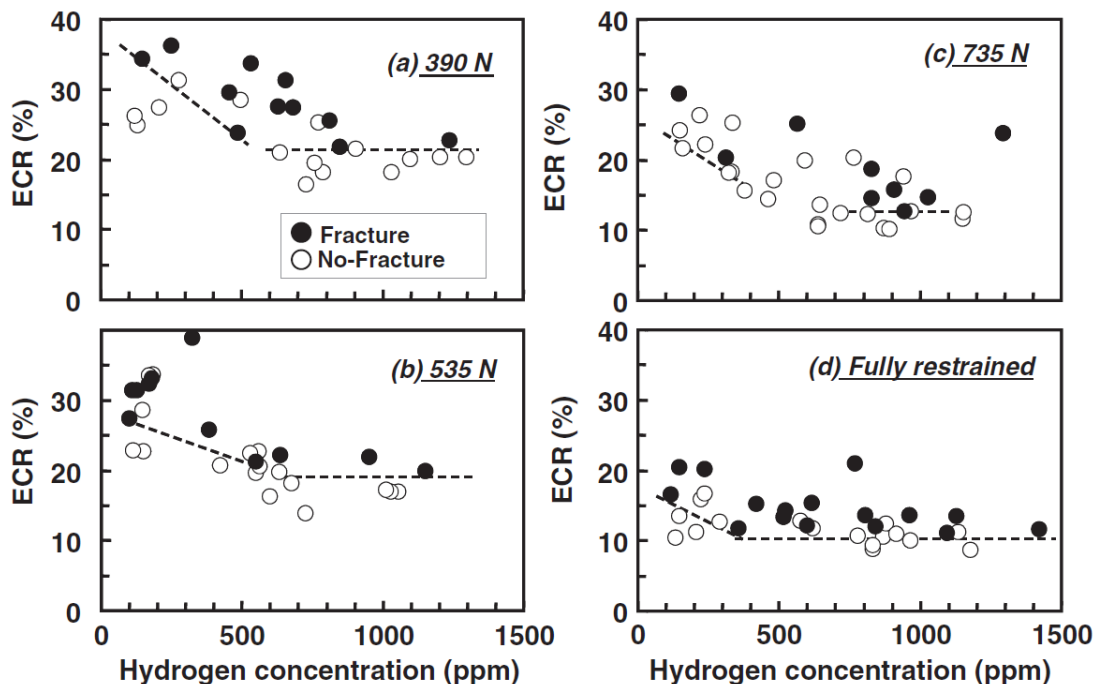 40
30
20
10
0
ECR (%)
(a) 390 N
Fracture
No-Fracture
40
30
20
10
0
ECR (%)
(c) 735 N
30
20
10
0
ECR (%)
(b) 535 N
0 500 1000 1500
Hydrogen concentration (ppm)
40
30
20
10
0
ECR (%)
(d) Fully restrained
500 1000 1500
Hydrogen concentration (ppm)